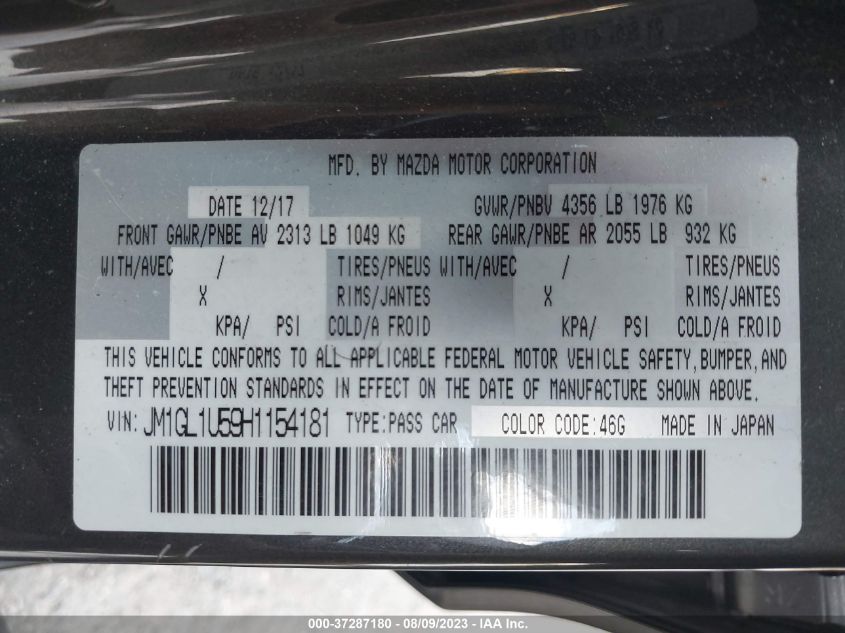 MFD. BY MAZDA MOTOR CORPORATION
DATE 12/17 GVWR/PNBV 4356 LB 1976 KG
FRONT GAWR/PNBE AV 2313 LB 1049 KG REAR GAWR/PNBE AR 2055 LB 932 KG
WITH/AVEC / TIRES/PNEUS WITH/AVEC / TIRES/PNEUS
X RIMS/JANTES X RIMS/JANTES
KPA/ PSI COLD/A FROID KPA/ PSI COLD/A FROID
THIS VEHICLE CONFORMS TO ALL APPLICABLE FEDERAL MOTOR VEHICLE SAFETY, BUMPER, AND
THEFT PREVENTION STANDARDS IN EFFECT ON THE DATE OF MANUFACTURE SHOWN ABOVE.
VIN: JM1GL1U59H1154181 TYPE:PASS CAR COLOR CODE:46G MADE IN JAPAN
000-37287180 - 08/09/2023 - © IAA Inc.